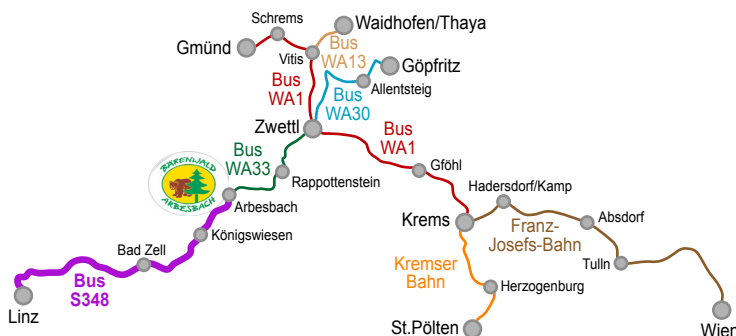 Schrems
Waidhofen/Thaya
Gmünd
Vitis
Bus
WA13
Göpfritz
Bus
WA1
Bus
WA30
Allentsteig
Zwettl
Bus
WA1
BÄRENWALD
ARBESBACH
Bus
WA33
Rappottenstein
Gföhl
Arbesbach
Hadersdorf/Kamp
Krems
Franz-
Josefs-Bahn
Absdorf
Königswiesen
Bad Zell
Kremser
Bahn
Tulln
Bus
S348
Herzogenburg
Linz
St.Pölten
Wien